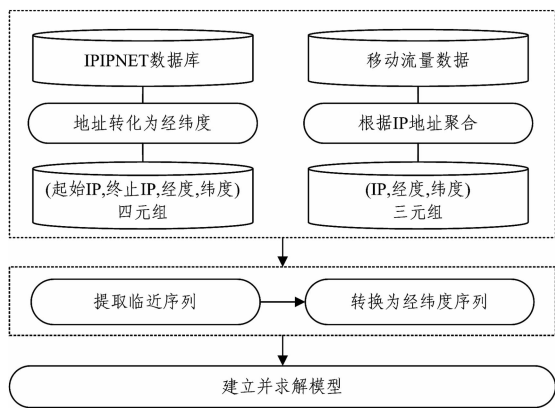 IPIPNET数据库
移动流量数据
地址转化为经纬度
根据IP地址聚合
(起始IP,终止IP,经度,纬度)
四元组
(IP,经度,纬度)
三元组
提取临近序列
转换为经纬度序列
建立并求解模型